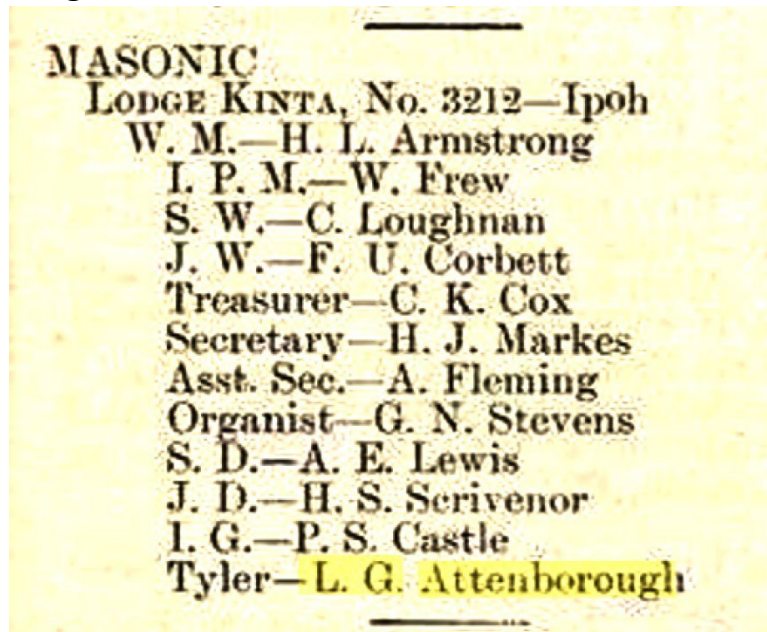 MASONIC
LODGE KINTA, No. 3212—Ipoh
W. M.—H. L. Armstrong
I. P. M.—W. Frew
S. W.—C. Loughnan
J. W.—F. U. Corbett
Treasurer—C. K. Cox
Secretary—H. J. Markes
Asst. Sec.—A. Fleming
Organist—G. N. Stevens
S. D.—A. E. Lewis
J. D.—H. S. Scrivenor
I. G.—P. S. Castle
Tyler—L. G. Attenborough